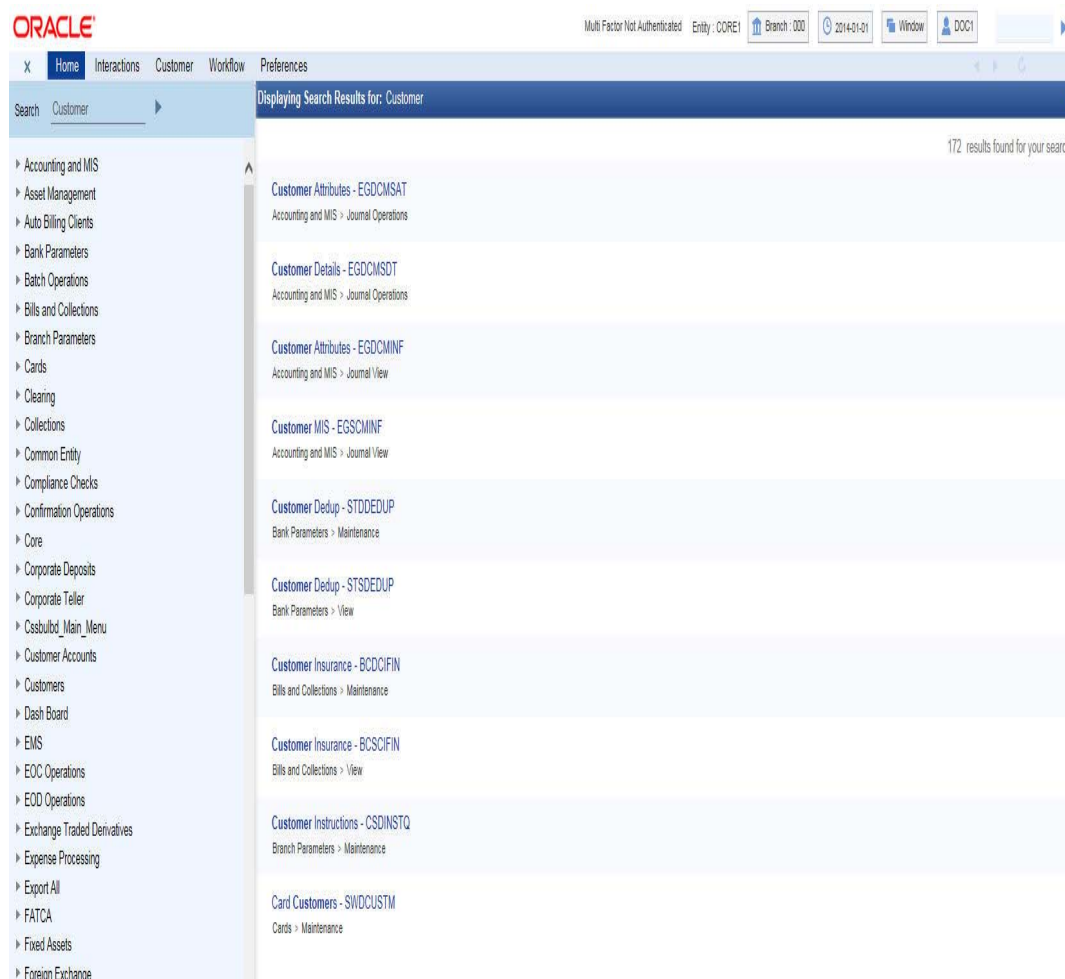 ORACLE
Multi Factor Not Authenticated Entity : CORE1 Branch : 000 2014-01-01 Window DOC1
X Home Interactions Customer Workflow Preferences
Search Customer
Displaying Search Results for: Customer
172 results found for your searc
Accounting and MIS
Asset Management
Auto Billing Clients
Bank Parameters
Batch Operations
Bills and Collections
Branch Parameters
Cards
Clearing
Collections
Common Entity
Compliance Checks
Confirmation Operations
Core
Corporate Deposits
Corporate Teller
Cssbulbd_Main_Menu
Customer Accounts
Customers
Dash Board
EMS
EOC Operations
EOD Operations
Exchange Traded Derivatives
Expense Processing
Export All
FATCA
Fixed Assets
Foreign Exchange
Customer Attributes - EGDCMSAT
Accounting and MIS > Journal Operations
Customer Details - EGDCMSDT
Accounting and MIS > Journal Operations
Customer Attributes - EGDCMINF
Accounting and MIS > Journal View
Customer MIS - EGSCMINF
Accounting and MIS > Journal View
Customer Dedup - STDDEDUP
Bank Parameters > Maintenance
Customer Dedup - STSDEDUP
Bank Parameters > View
Customer Insurance - BCDCIFIN
Bills and Collections > Maintenance
Customer Insurance - BCSCIFIN
Bills and Collections > View
Customer Instructions - CSDINSTQ
Branch Parameters > Maintenance
Card Customers - SWDCUSTM
Cards > Maintenance